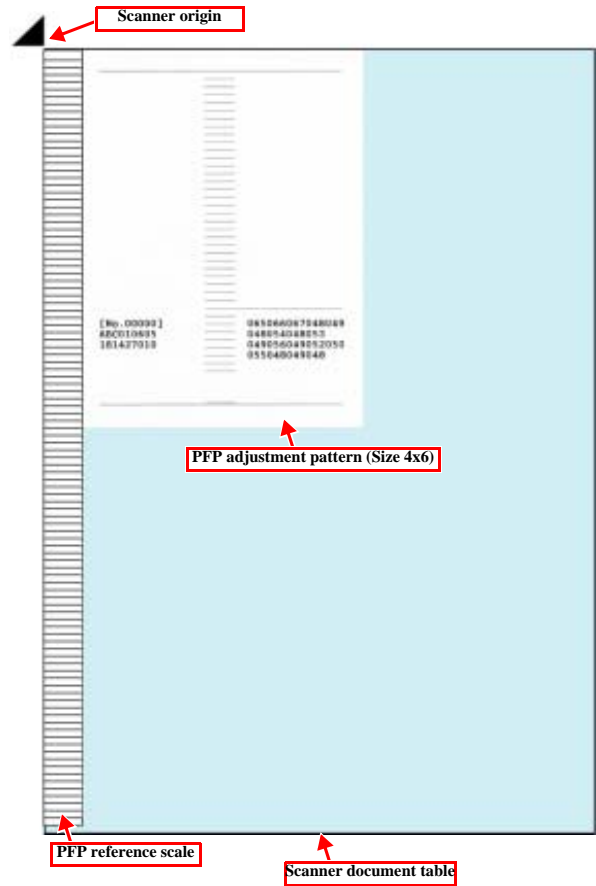 Scanner origin
[No.00000]
ABC010605
181427010
065066067048049
048054048053
049056049052050
055048049048
PFP adjustment pattern (Size 4x6)
PFP reference scale
Scanner document table